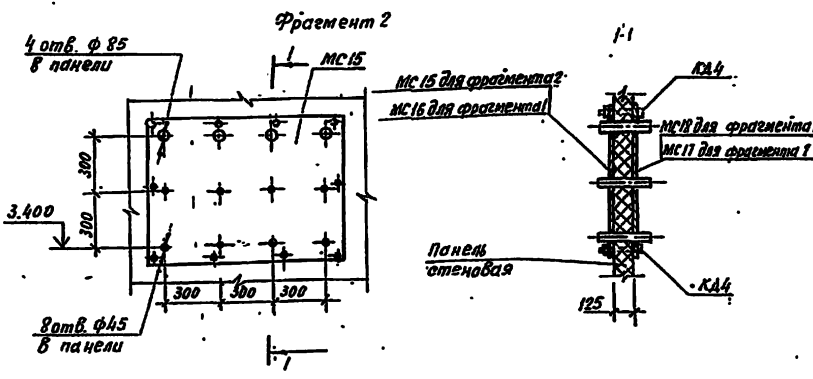 Фрагмент 2
4 отв. ф 85
в панели
1
МС15
300
300
3.400
300
300
300
8 отв. ф45
в панели
1
1-1
КД4
МС15 для фрагмента 2
МС16 для фрагмента 1
МС18 для фрагмента
МС17 для фрагмента 1
Панель
стеновая
КД4
125